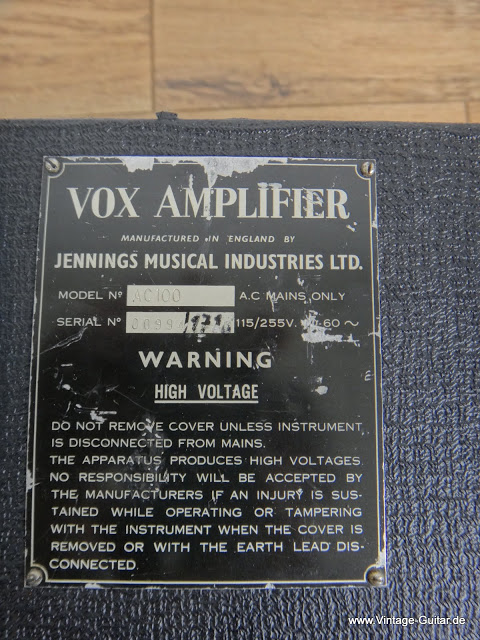 VOX AMPLIFIER
MANUFACTURED IN ENGLAND BY
JENNINGS MUSICAL INDUSTRIES LTD.
MODEL Nº AC100 A.C MAINS ONLY
SERIAL Nº 115/255V. 60 ~
WARNING
HIGH VOLTAGE
DO NOT REMOVE COVER UNLESS INSTRUMENT
IS DISCONNECTED FROM MAINS.
THE APPARATUS PRODUCES HIGH VOLTAGES.
NO RESPONSIBILITY WILL BE ACCEPTED BY
THE MANUFACTURERS IF AN INJURY IS SUS-
TAINED WHILE OPERATING OR TAMPERING
WITH THE INSTRUMENT WHEN THE COVER IS
REMOVED OR WITH THE EARTH LEAD DIS-
CONNECTED.
www.Vintage-Guitar.de